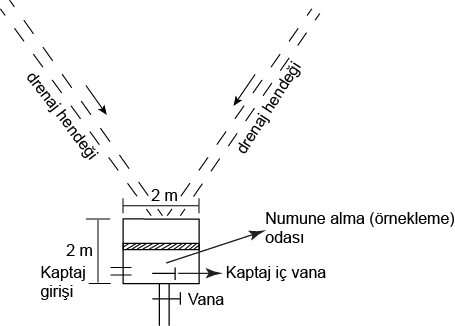 drenaj hendeği
drenaj hendeği
2 m
2 m
Numune alma (örnekleme)
odası
Kaptaj
girişi
Kaptaj iç vana
Vana